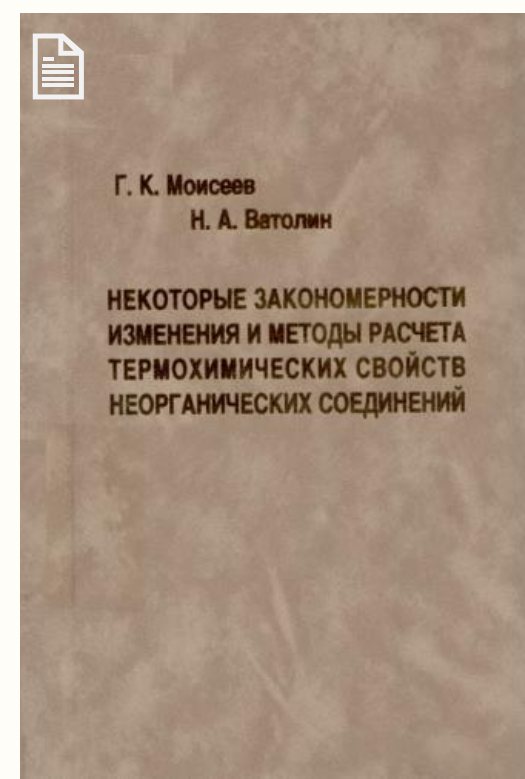 Г. К. Моисеев
Н. А. Ватолин
НЕКОТОРЫЕ ЗАКОНОМЕРНОСТИ
ИЗМЕНЕНИЯ И МЕТОДЫ РАСЧЕТА
ТЕРМОХИМИЧЕСКИХ СВОЙСТВ
НЕОРГАНИЧЕСКИХ СОЕДИНЕНИЙ